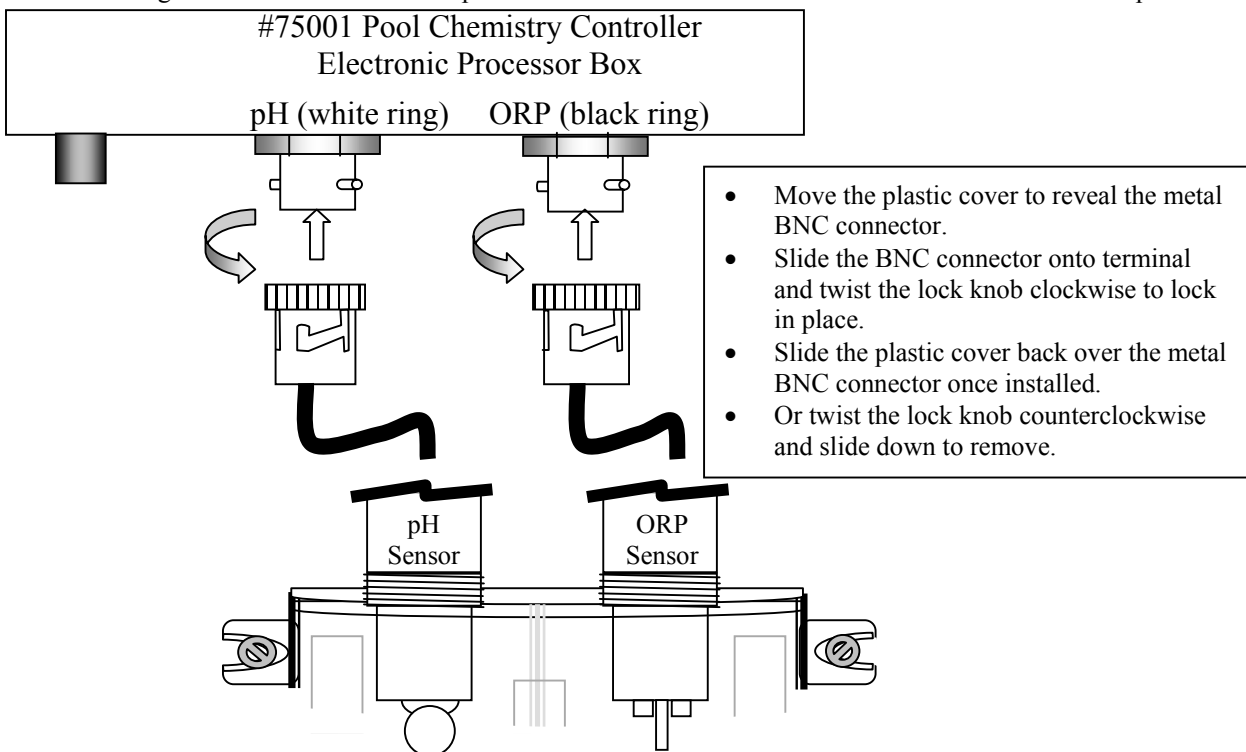 #75001 Pool Chemistry Controller
Electronic Processor Box
pH (white ring) ORP (black ring)
• Move the plastic cover to reveal the metal
BNC connector.
• Slide the BNC connector onto terminal
and twist the lock knob clockwise to lock
in place.
• Slide the plastic cover back over the metal
BNC connector once installed.
• Or twist the lock knob counterclockwise
and slide down to remove.
pH
Sensor
ORP
Sensor